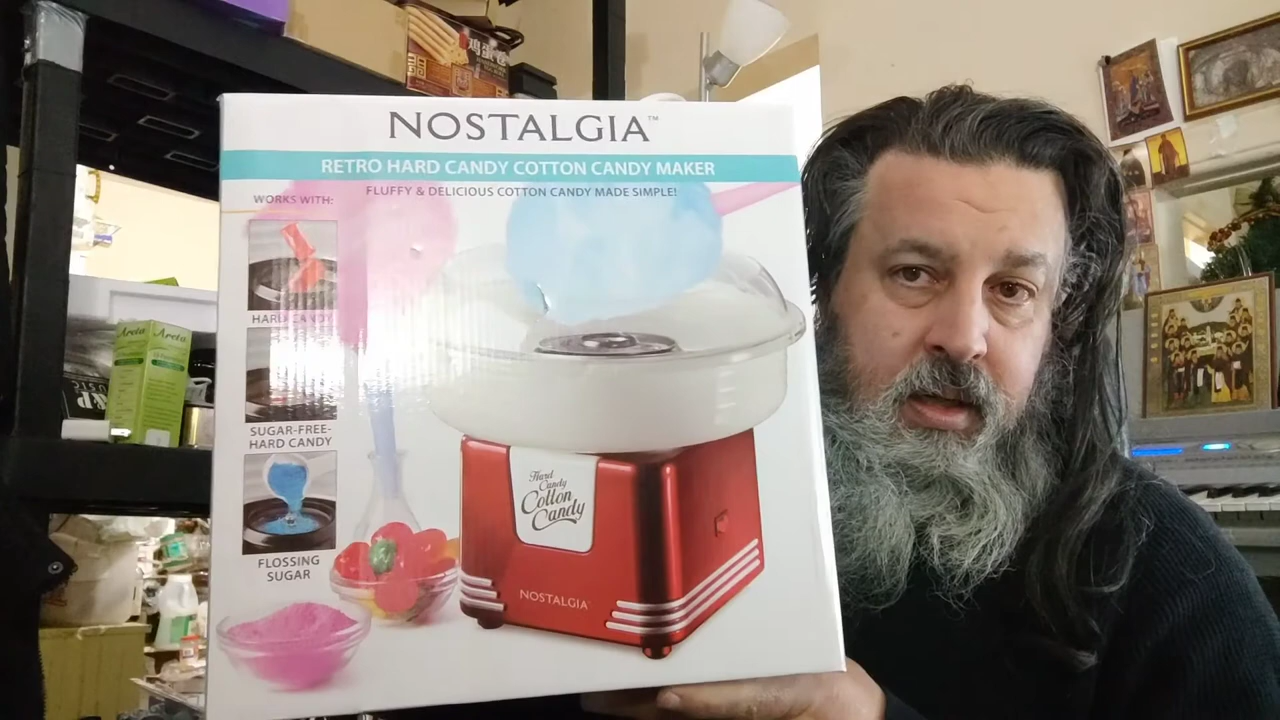 NOSTALGIA™
RETRO HARD CANDY COTTON CANDY MAKER
FLUFFY & DELICIOUS COTTON CANDY MADE SIMPLE!
WORKS WITH:
HARD CANDY
SUGAR-FREE-
HARD CANDY
FLOSSING
SUGAR
Hard
Candy
Cotton
Candy
NOSTALGIA
Areta
Areta